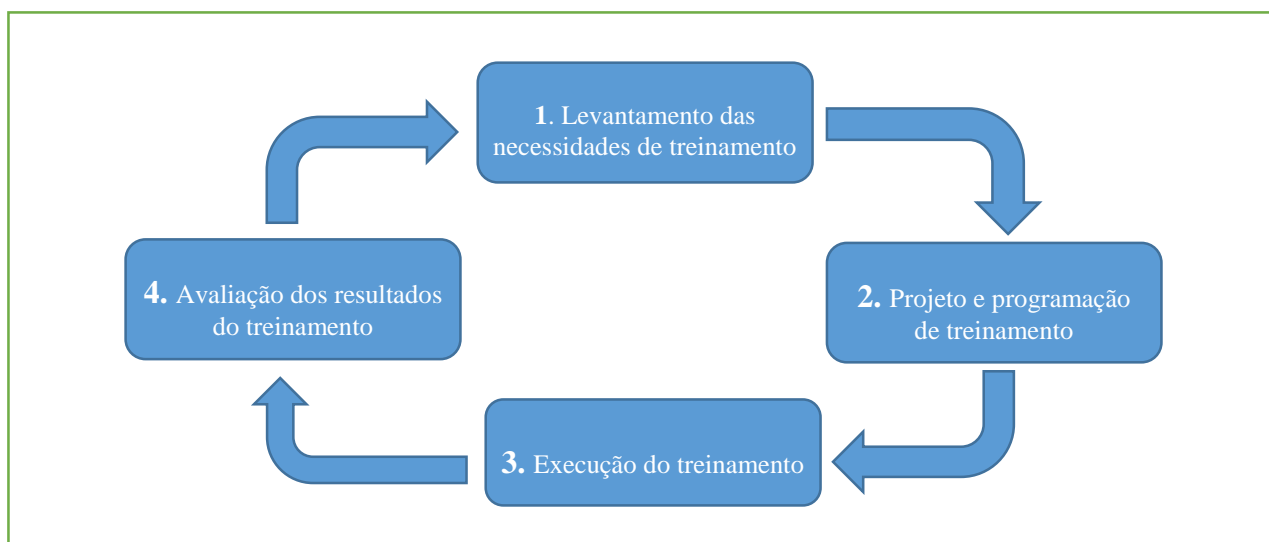 1. Levantamento das
necessidades de treinamento
2. Projeto e programação
de treinamento
3. Execução do treinamento
4. Avaliação dos resultados
do treinamento